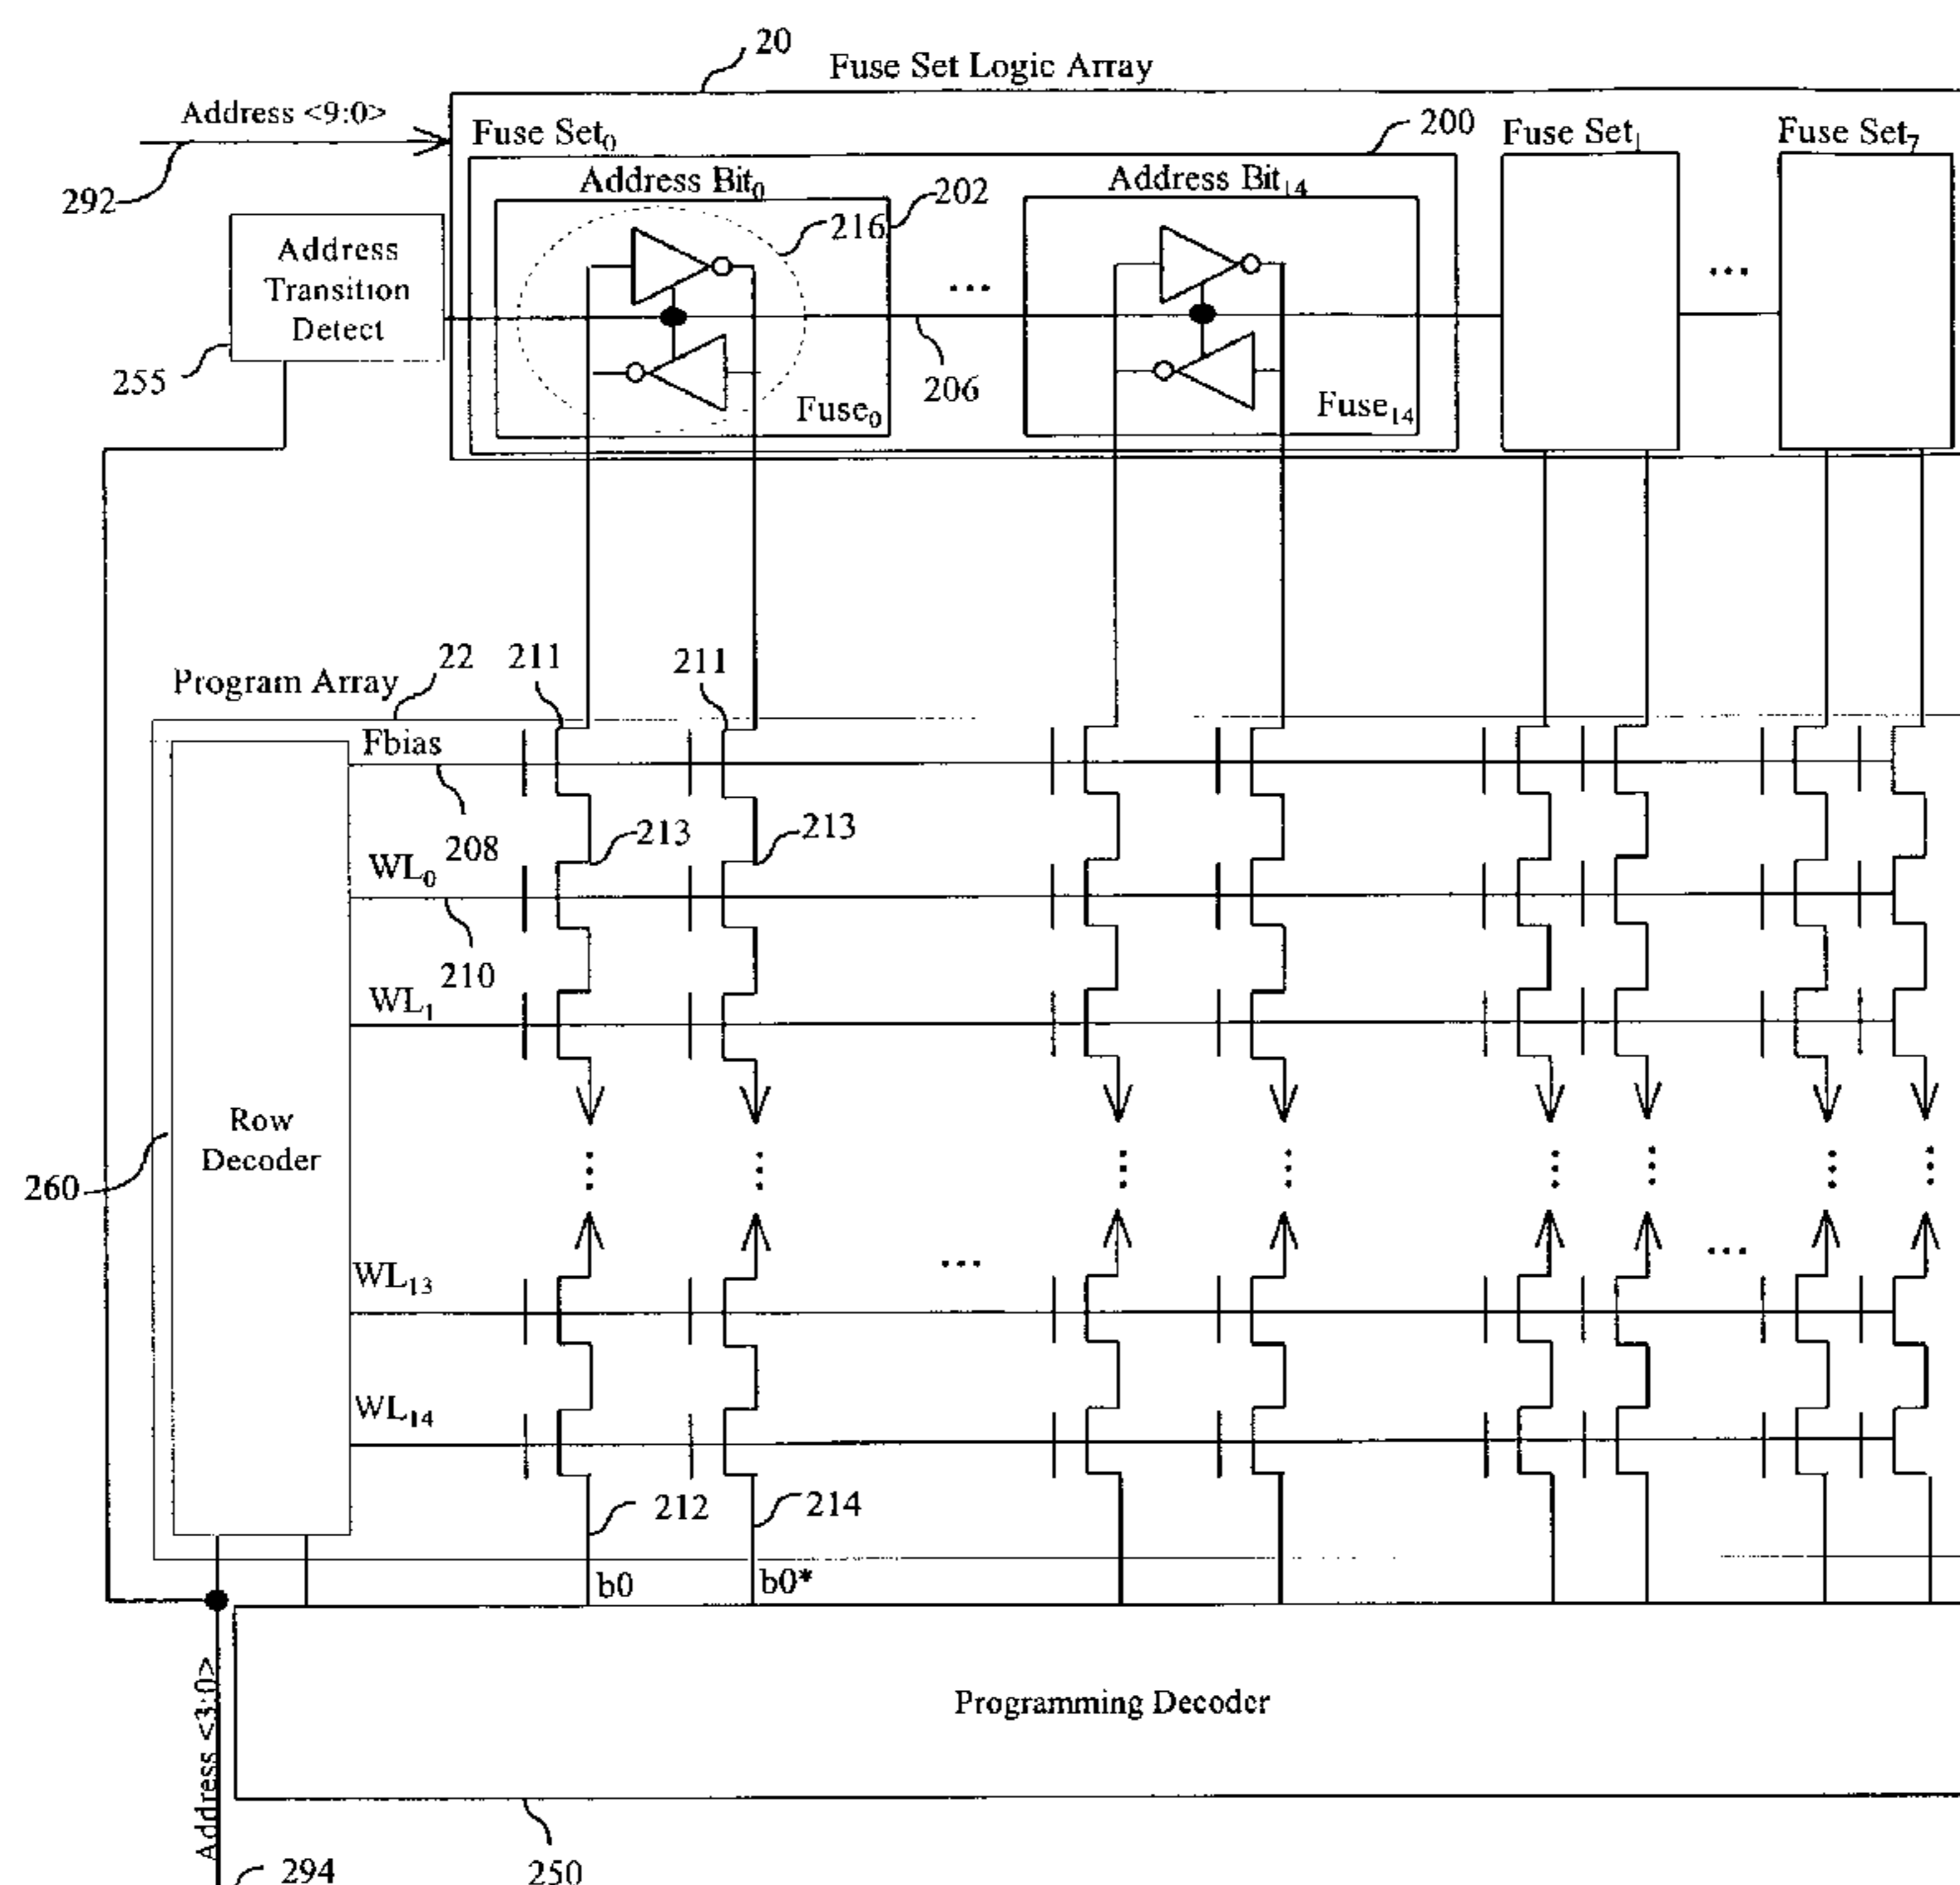 20
Fuse Set Logic Array
Address <9:0>
292
Fuse Set0
200
Fuse Set1
Fuse Set7
Address Bit0
202
Address Bit14
216
Address
Transition
Detect
255
...
...
206
Fuse0
Fuse14
Program Array
22
211
211
Fbias
208
213
213
WL0
210
WL1
Row
Decoder
260
WL13
...
...
WL14
212
214
b0
b0*
Address <3:0>
Programming Decoder
294
250